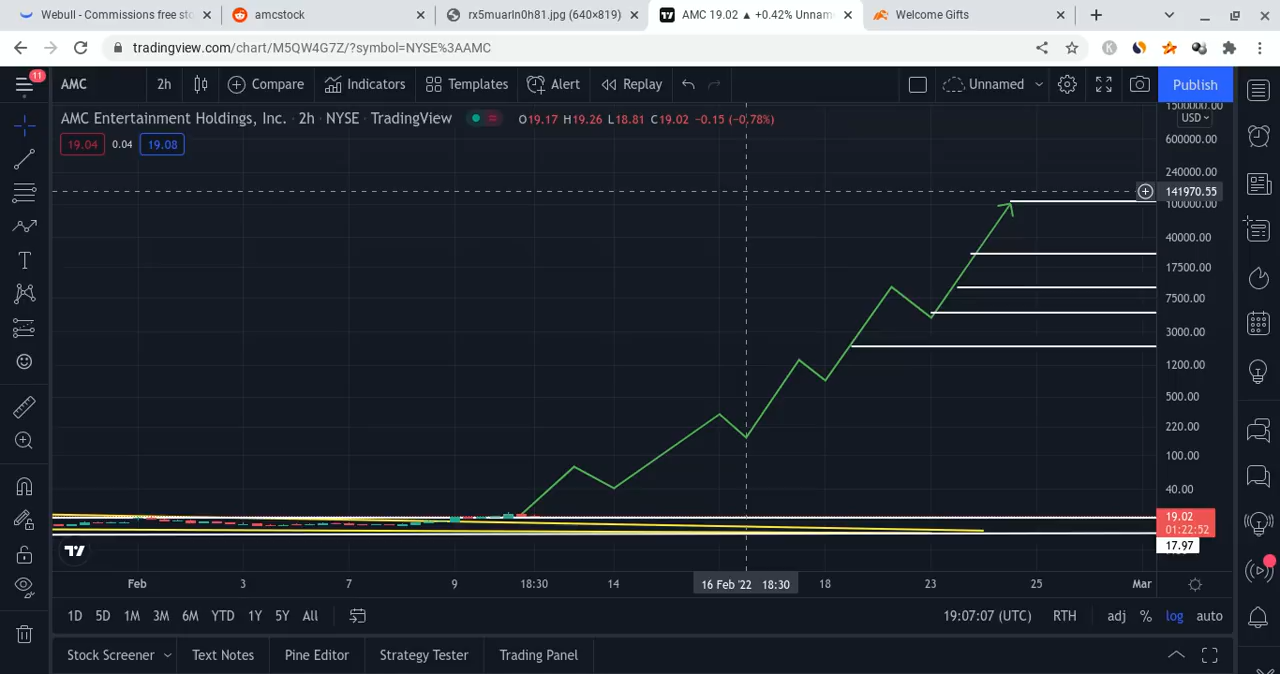 Webull - Commissions free sto
amcstock
rx5muarln0h81.jpg (640×819)
AMC 19.02 ▲ +0.42% Unnam
Welcome Gifts
tradingview.com/chart/M5QW4G7Z/?symbol=NYSE%3AAMC
11
AMC
2h
Compare
Indicators
Templates
Alert
Replay
Unnamed
Publish
AMC Entertainment Holdings, Inc. · 2h · NYSE · TradingView
O19.17 H19.26 L18.81 C19.02 −0.15 (−0.78%)
19.04
0.04
19.08
1500000.00
USD
600000.00
240000.00
141970.55
100000.00
40000.00
17500.00
7500.00
3000.00
1200.00
500.00
220.00
100.00
40.00
19.02
01:22:52
17.97
Feb
3
7
9
18:30
14
16 Feb '22 18:30
18
23
25
Mar
1D
5D
1M
3M
6M
YTD
1Y
5Y
All
19:07:07 (UTC)
RTH
adj
%
log
auto
Stock Screener
Text Notes
Pine Editor
Strategy Tester
Trading Panel